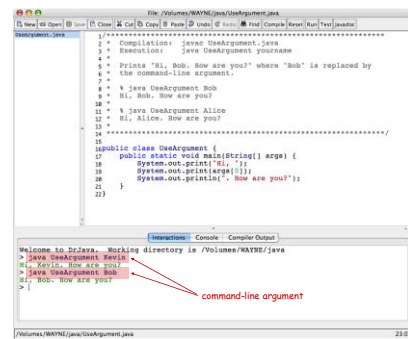 File: /Volumes/WAYNE/java/UseArgument.java
New Open Save Close Cut Copy Paste Undo Redo Find Compile Reset Run Test Javadoc
UseArgument.java
1 /******************************************************************************
2 * Compilation: javac UseArgument.java
3 * Execution: java UseArgument yourname
4 *
5 * Prints "Hi, Bob. How are you?" where "Bob" is replaced by
6 * the command-line argument.
7 *
8 * % java UseArgument Bob
9 * Hi, Bob. How are you?
10 *
11 * % java UseArgument Alice
12 * Hi, Alice. How are you?
13 *
14 ******************************************************************************/
15
16 public class UseArgument {
17 public static void main(String[] args) {
18 System.out.print("Hi, ");
19 System.out.print(args[0]);
20 System.out.println(". How are you?");
21 }
22 }
Interactions Console Compiler Output
Welcome to DrJava. Working directory is /Volumes/WAYNE/java
> java UseArgument Kevin
Hi, Kevin. How are you?
> java UseArgument Bob
Hi, Bob. How are you?
>
command-line argument
/Volumes/WAYNE/java/UseArgument.java 23:0